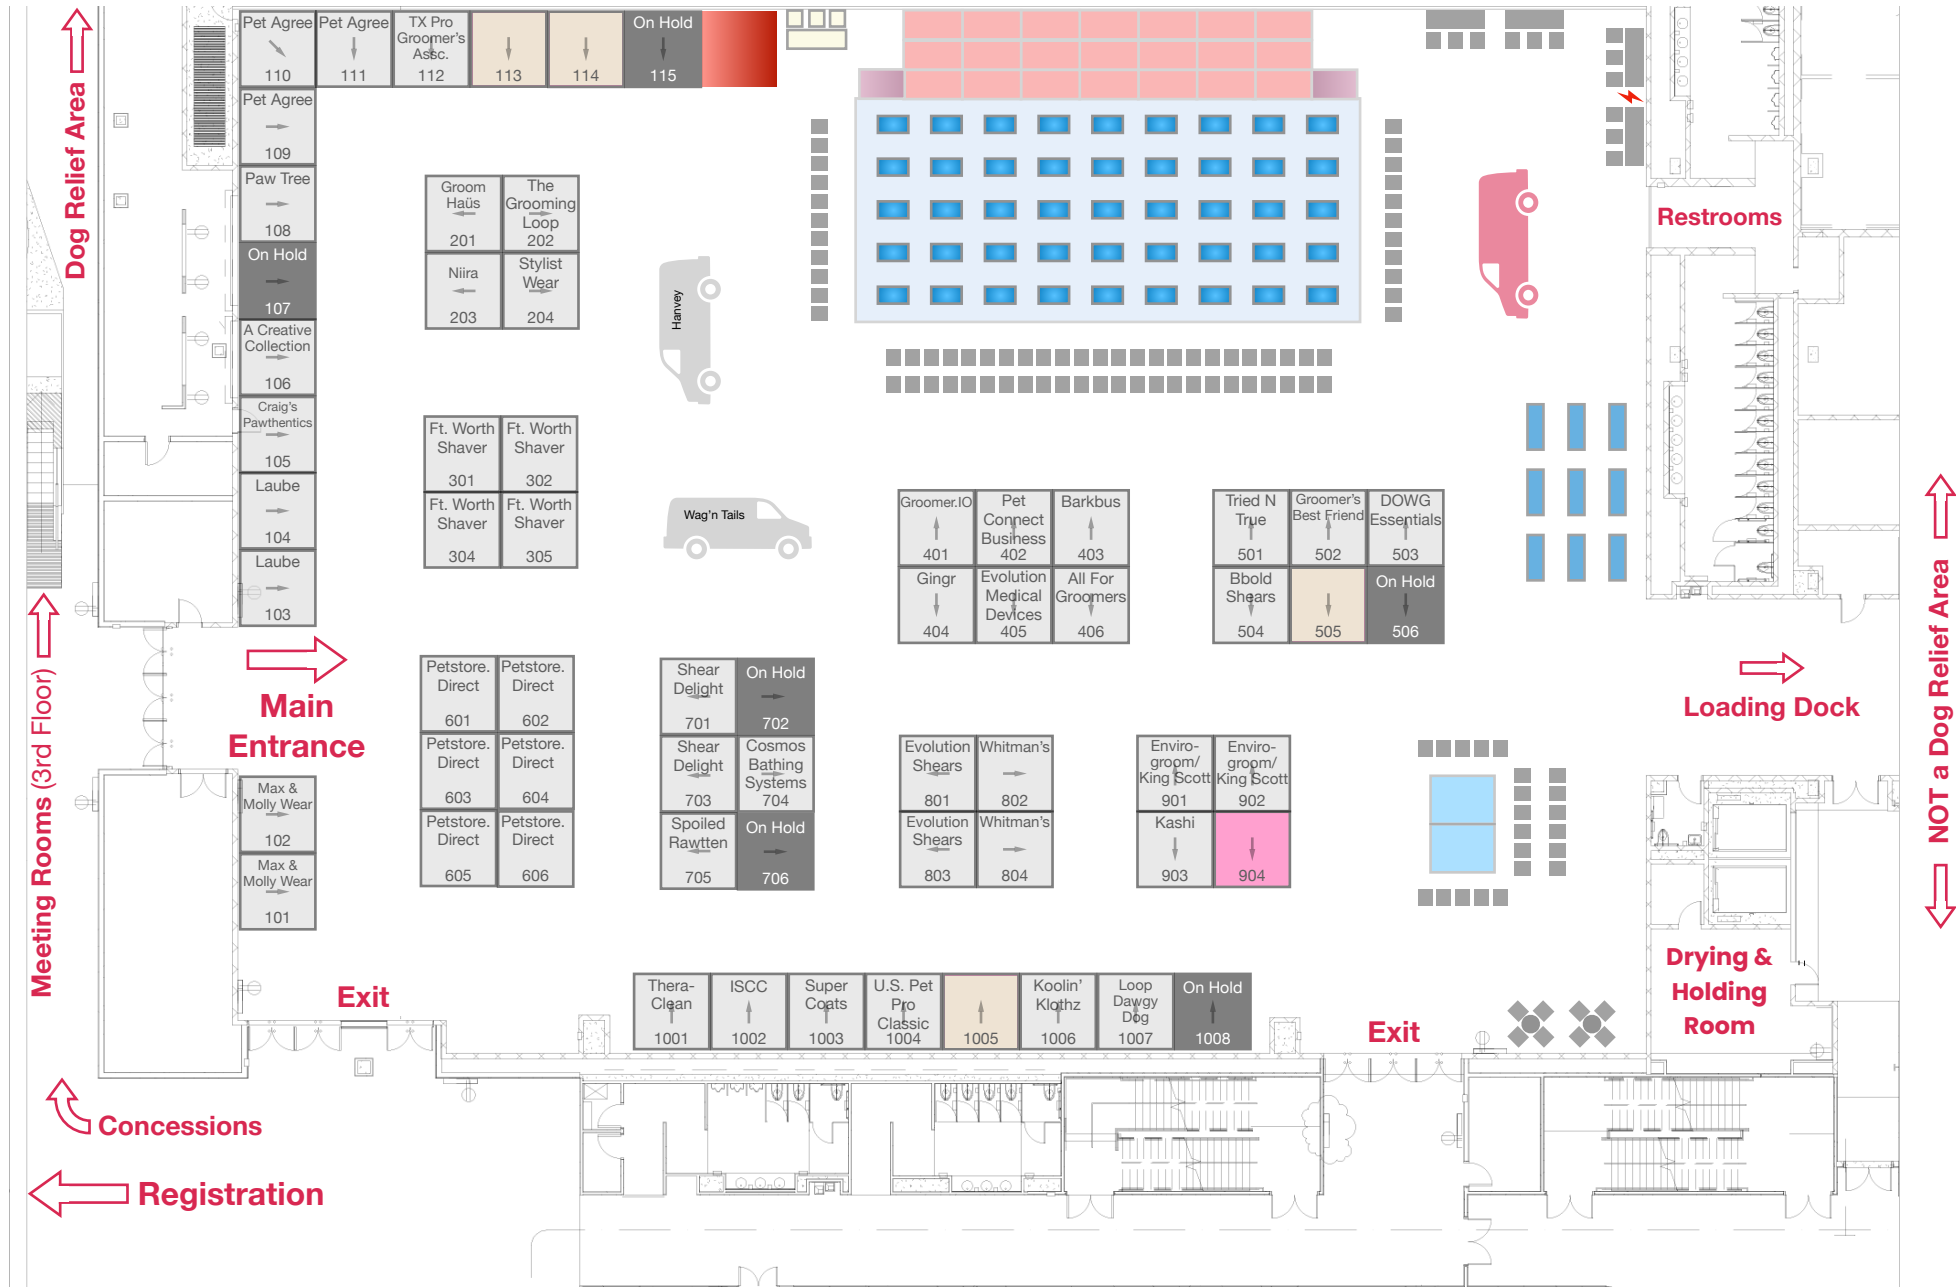 Dog Relief Area
Pet Agree
110
Pet Agree
111
TX Pro
Groomer's
Assc.
112
113
114
On Hold
115
Pet Agree
109
Paw Tree
108
On Hold
107
A Creative
Collection
106
Craig's
Pawthentics
105
Laube
104
Laube
103
Groom
Haüs
201
The
Grooming
Loop
202
Niira
203
Stylist
Wear
204
Hanvey
Restrooms
Ft. Worth
Shaver
301
Ft. Worth
Shaver
302
Ft. Worth
Shaver
304
Ft. Worth
Shaver
305
Wag'n Tails
Groomer.IO
401
Pet
Connect
Business
402
Barkbus
403
Gingr
404
Evolution
Medical
Devices
405
All For
Groomers
406
Tried N
True
501
Groomer's
Best Friend
502
DOWG
Essentials
503
Bbold
Shears
504
505
On Hold
506
NOT a Dog Relief Area
Meeting Rooms (3rd Floor)
Main
Entrance
Loading Dock
Petstore.
Direct
601
Petstore.
Direct
602
Petstore.
Direct
603
Petstore.
Direct
604
Petstore.
Direct
605
Petstore.
Direct
606
Shear
Delight
701
On Hold
702
Shear
Delight
703
Cosmos
Bathing
Systems
704
Spoiled
Rawtten
705
On Hold
706
Evolution
Shears
801
Whitman's
802
Evolution
Shears
803
Whitman's
804
Enviro-
groom/
King Scott
901
Enviro-
groom/
King Scott
902
Kashi
903
904
Max &
Molly Wear
102
Max &
Molly Wear
101
Drying &
Holding
Room
Exit
Thera-
Clean
1001
ISCC
1002
Super
Coats
1003
U.S. Pet
Pro
Classic
1004
1005
Koolin'
Klothz
1006
Loop
Dawgy
Dog
1007
On Hold
1008
Exit
Concessions
Registration